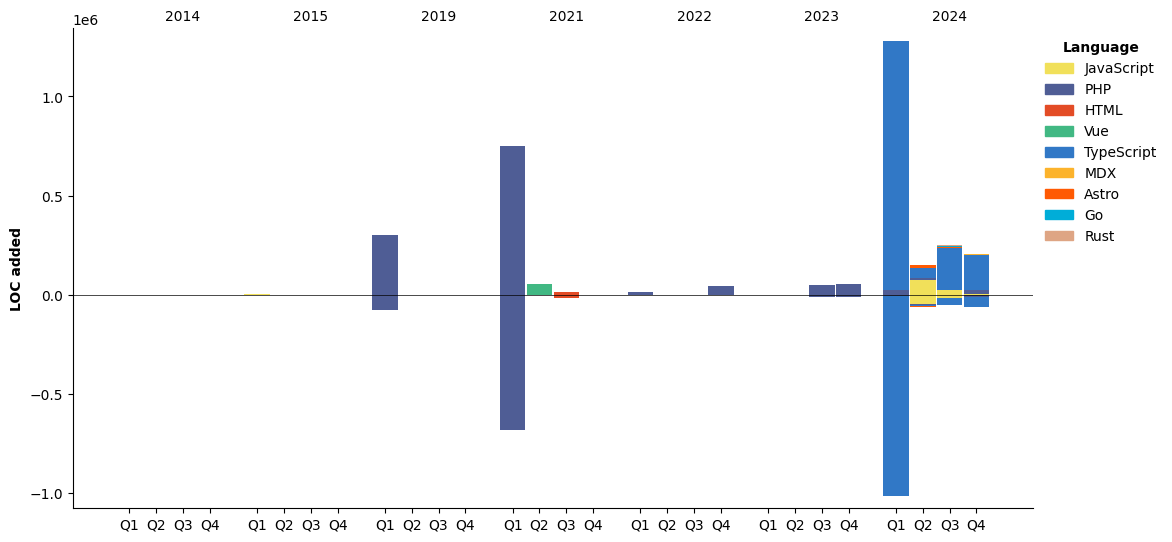 1e6
2014 2015 2019 2021 2022 2023 2024
Language
JavaScript
PHP
HTML
Vue
TypeScript
MDX
Astro
Go
Rust
LOC added
1.0
0.5
0.0
−0.5
−1.0
Q1 Q2 Q3 Q4 Q1 Q2 Q3 Q4 Q1 Q2 Q3 Q4 Q1 Q2 Q3 Q4 Q1 Q2 Q3 Q4 Q1 Q2 Q3 Q4 Q1 Q2 Q3 Q4